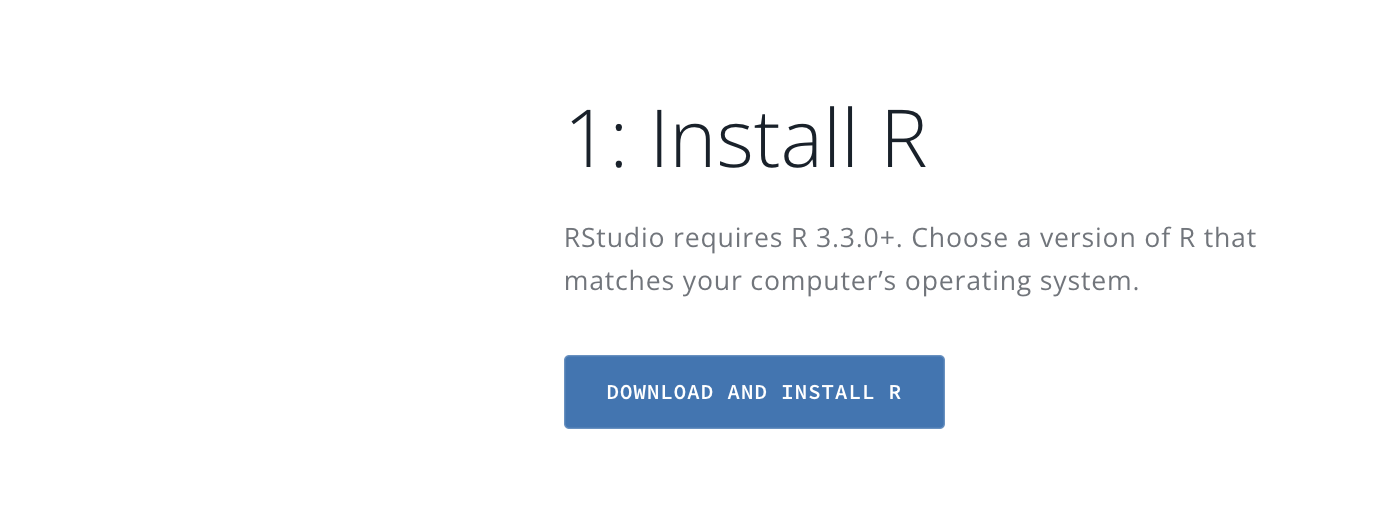 1: Install R
RStudio requires R 3.3.0+. Choose a version of R that
matches your computer’s operating system.
DOWNLOAD AND INSTALL R